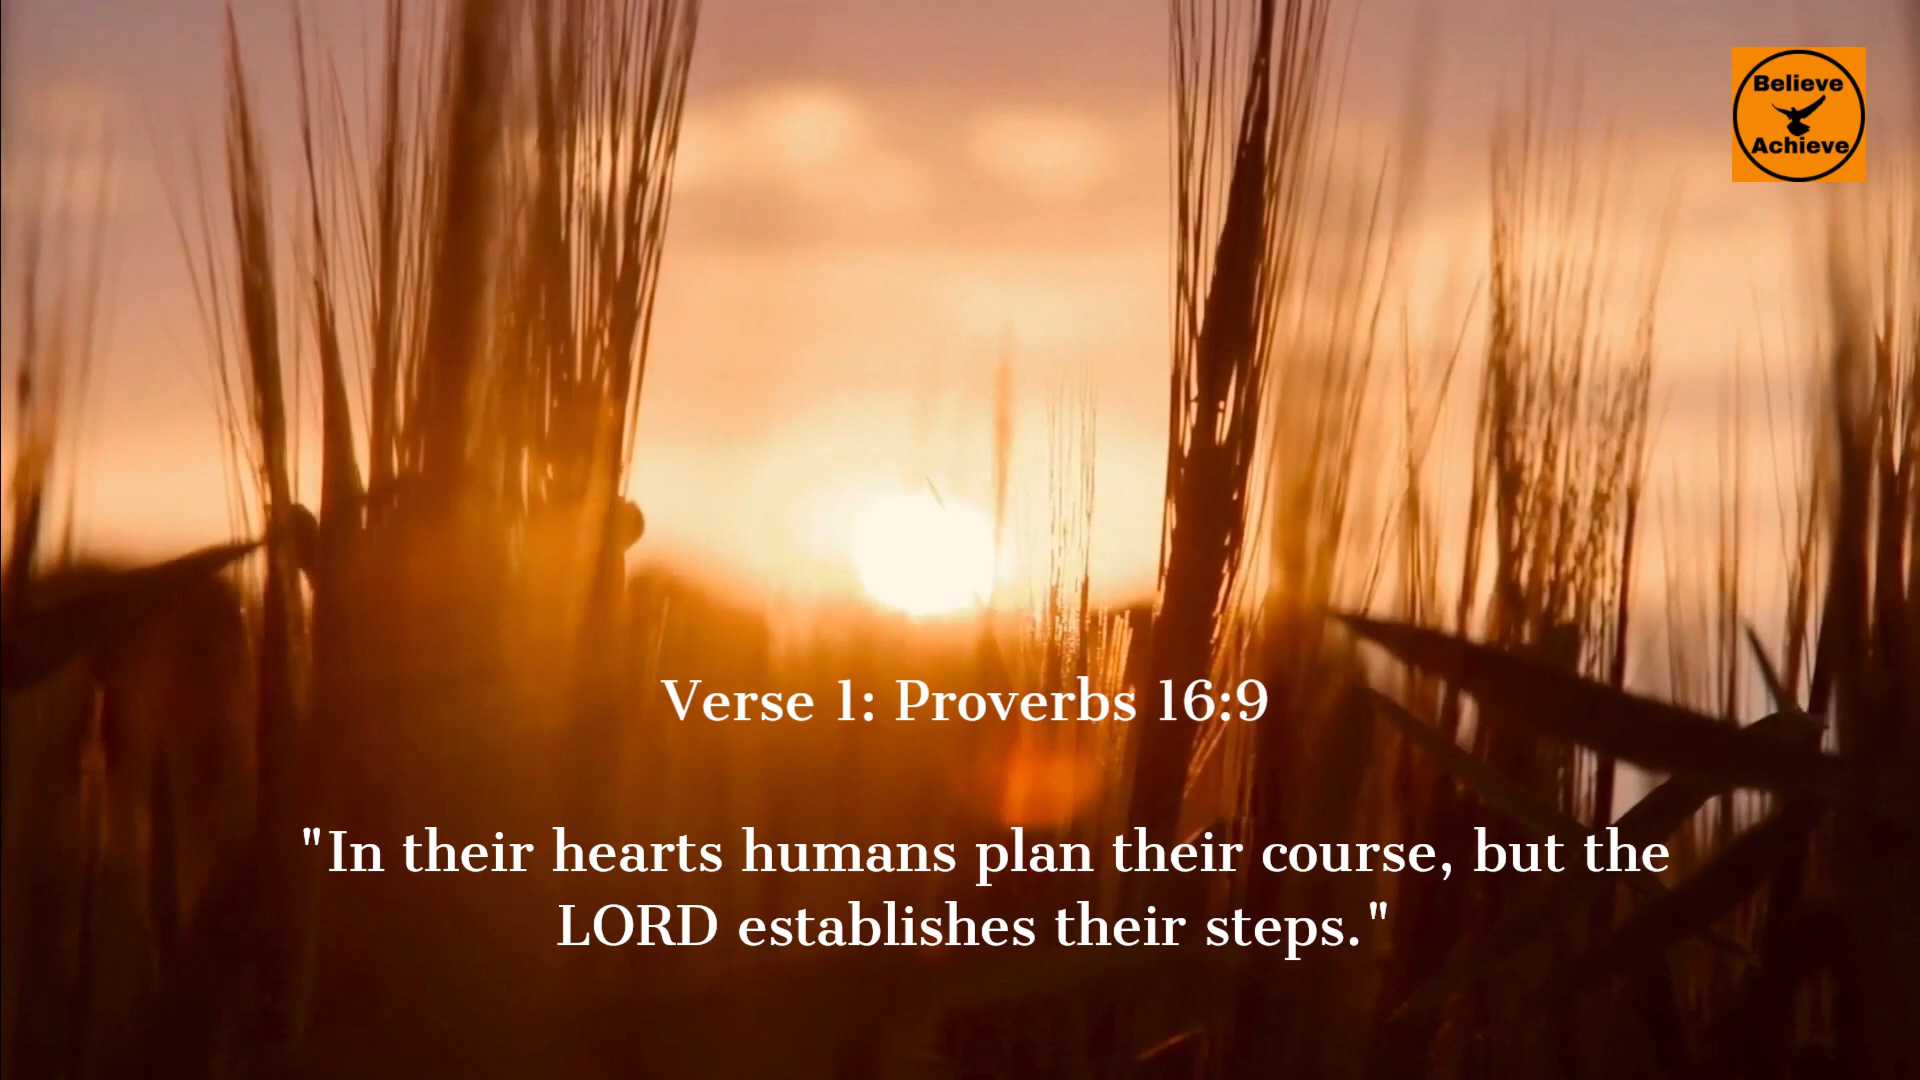 Believe
Achieve
Verse 1: Proverbs 16:9
"In their hearts humans plan their course, but the
LORD establishes their steps."